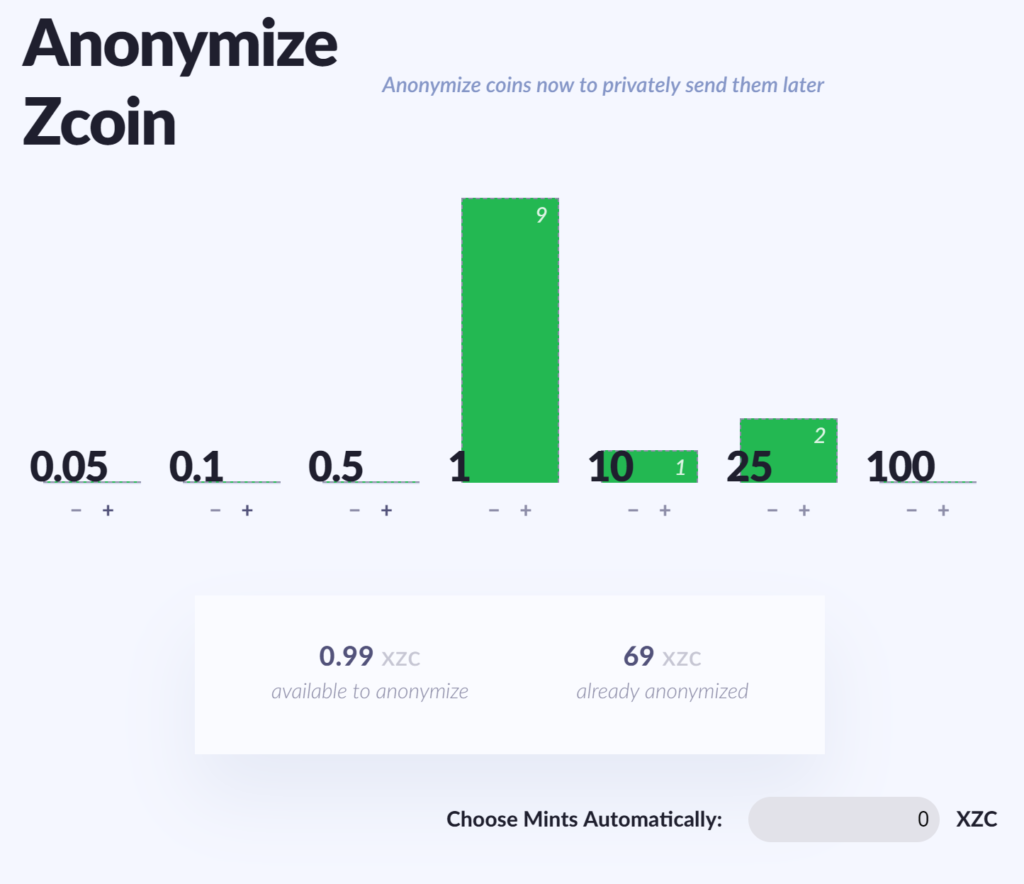 Anonymize
Zcoin
Anonymize coins now to privately send them later
9
1
2
0.05 0.1 0.5 1 10 25 100
− + − + − + − + − + − + − +
0.99 XZC 69 XZC
available to anonymize already anonymized
Choose Mints Automatically: 0 XZC